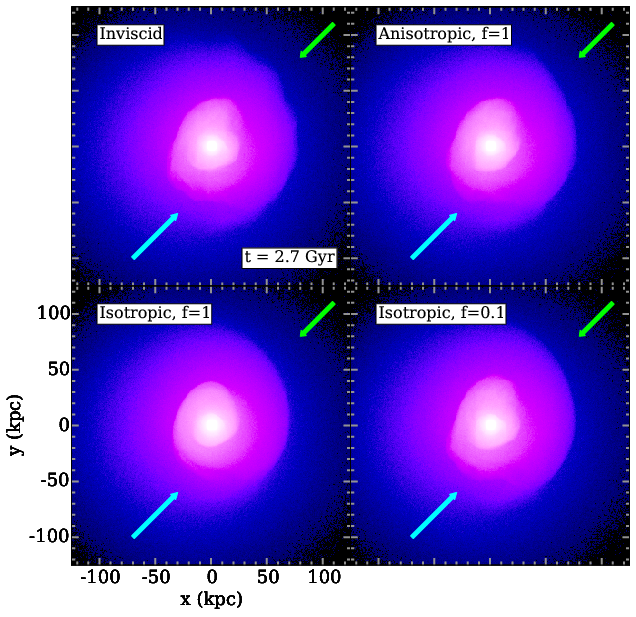 Inviscid
Anisotropic, f=1
t = 2.7 Gyr
Isotropic, f=1
Isotropic, f=0.1
100
50
0
-50
-100
y (kpc)
-100 -50 0 50 100
x (kpc)